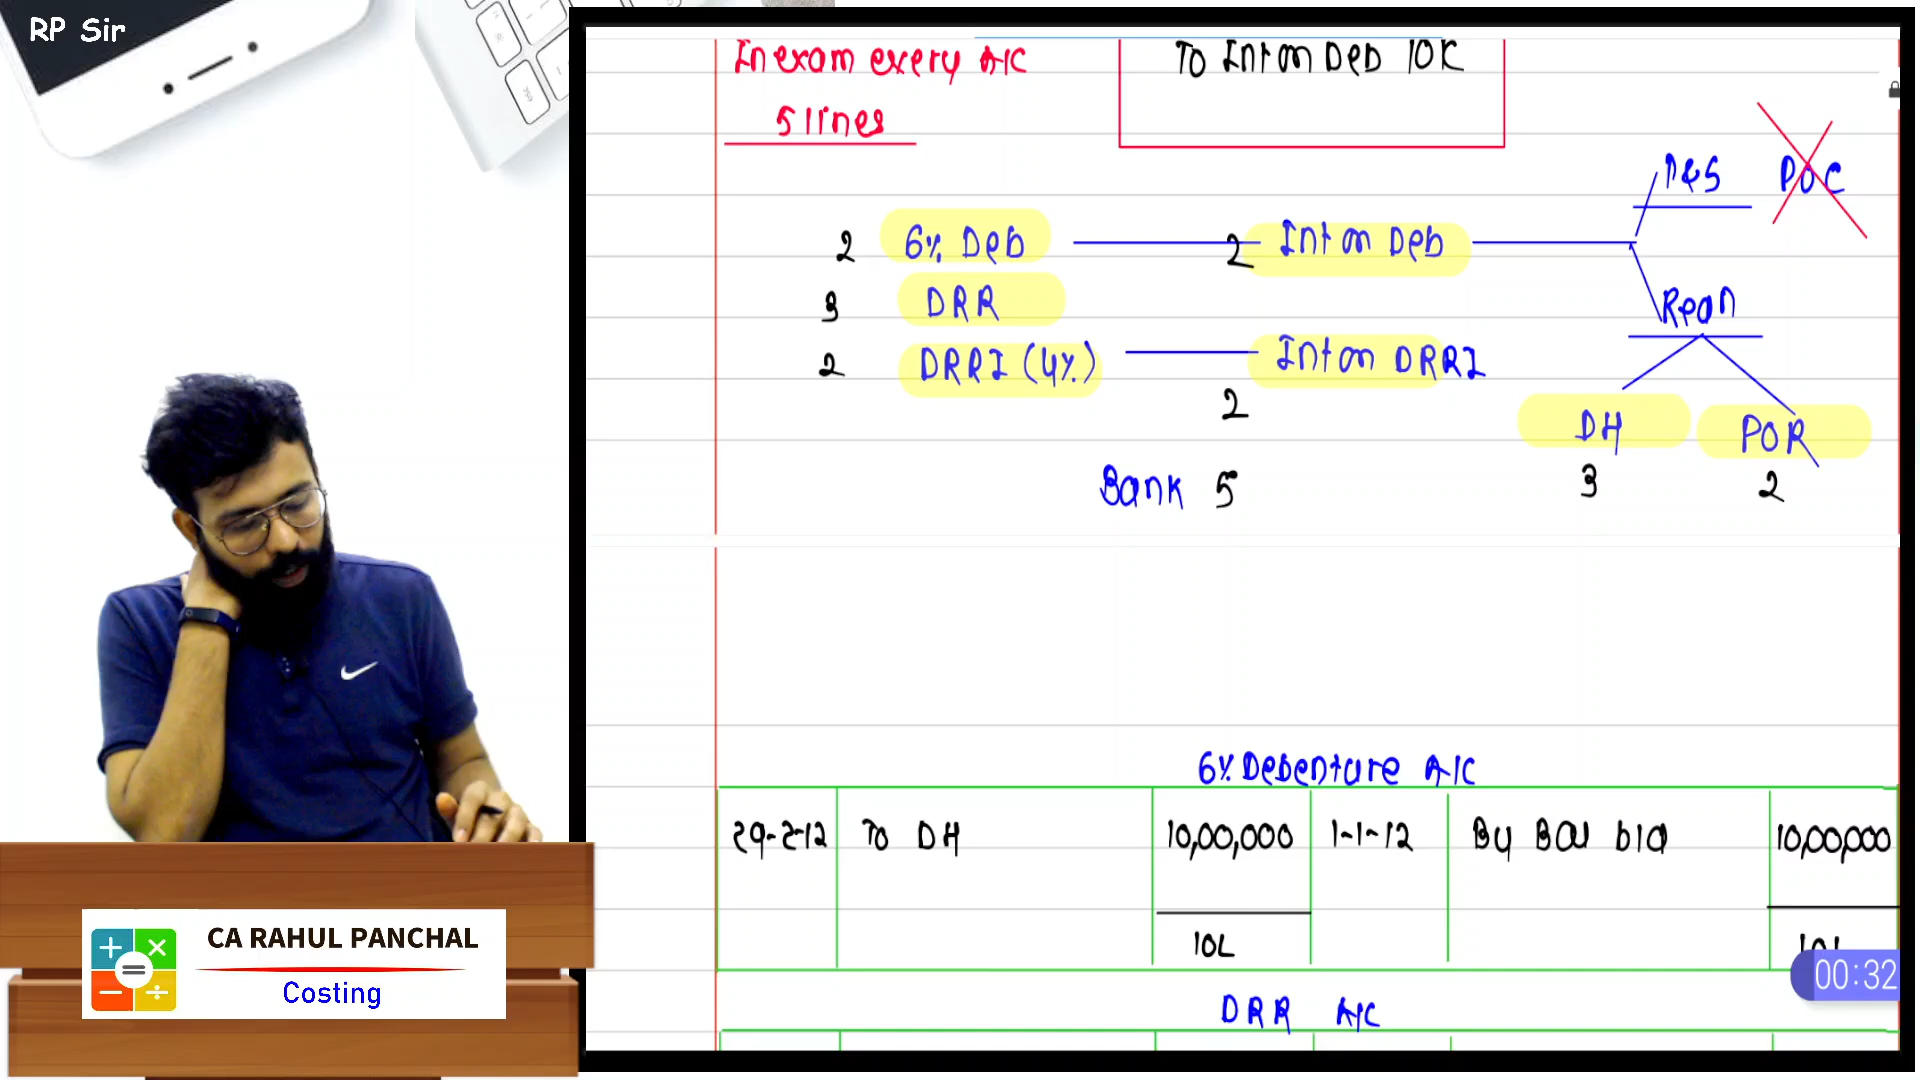 RP Sir
In exam every A/C
5 lines
To Int on Deb 10K
P&S POC
2 6% Deb 2 Int on Deb
3 DRR
Redn
2 DRRI (4%) Int on DRRI
2
DH POR
Bank 5 3 2
6% Debenture A/C
29-2-12 To DH 10,00,000 1-1-12 By Bal b/d 10,00,000
10L 10L
DRR A/C
00:32
CA RAHUL PANCHAL
Costing